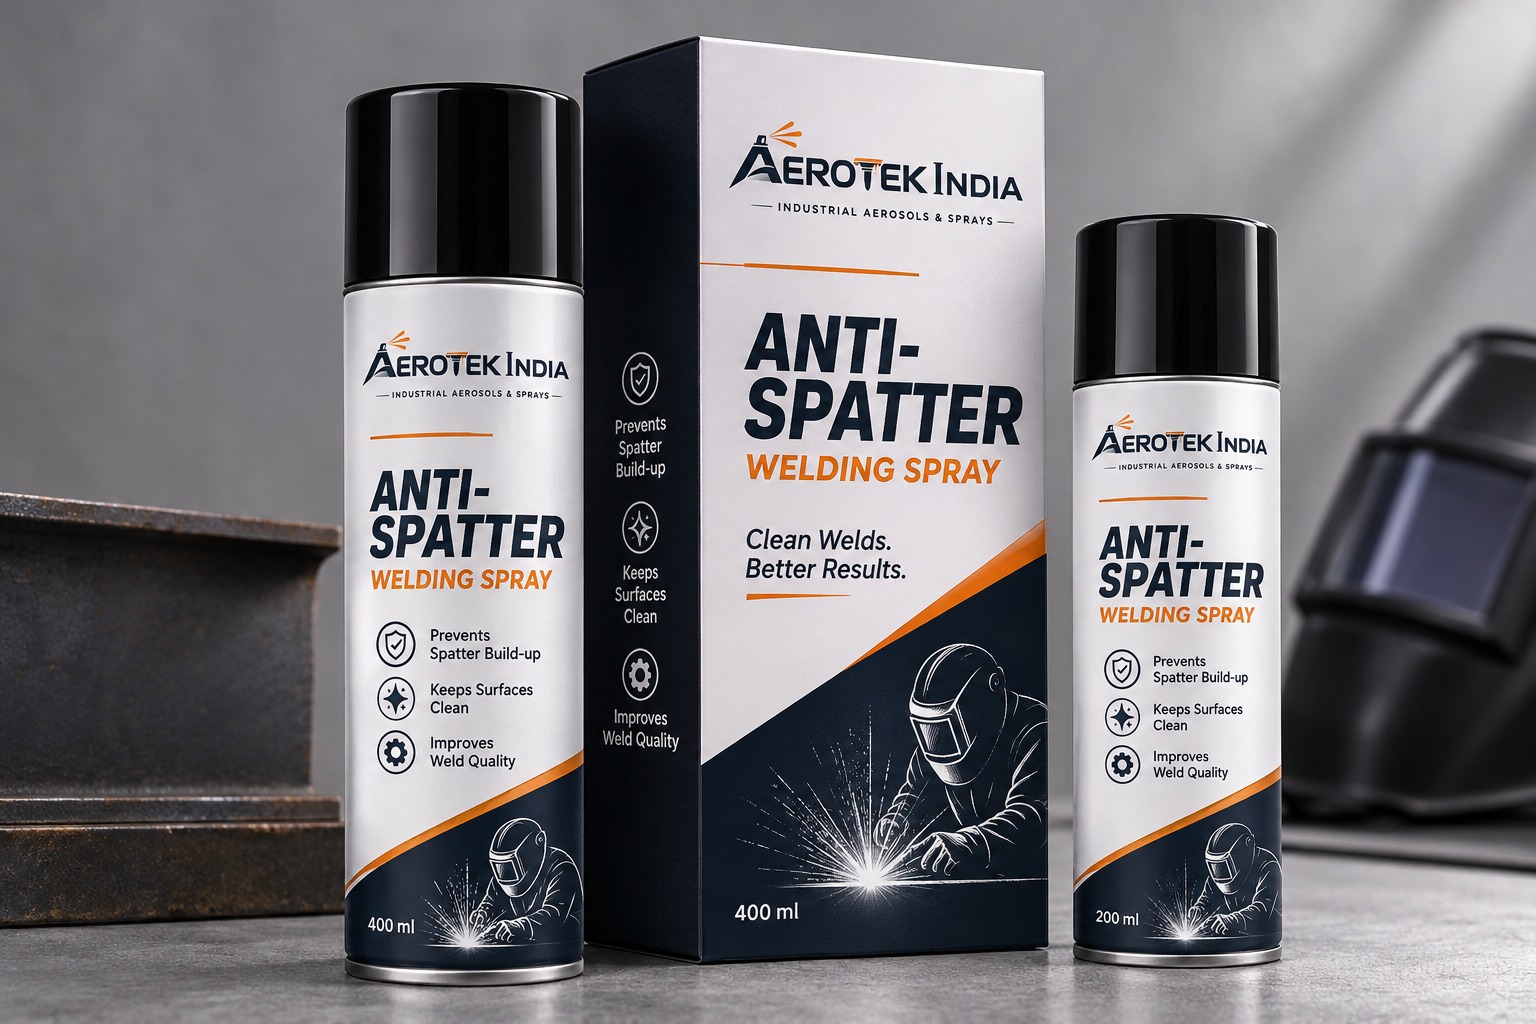 AEROTEK INDIA
INDUSTRIAL AEROSOLS & SPRAYS
ANTI-
SPATTER
WELDING SPRAY
Prevents
Spatter Build-up
Keeps Surfaces
Clean
Improves
Weld Quality
400 ml
Prevents
Spatter
Build-up
Keeps
Surfaces
Clean
Improves
Weld Quality
AEROTEK INDIA
INDUSTRIAL AEROSOLS & SPRAYS
ANTI-
SPATTER
WELDING SPRAY
Clean Welds.
Better Results.
400 ml
AEROTEK INDIA
INDUSTRIAL AEROSOLS & SPRAYS
ANTI-
SPATTER
WELDING SPRAY
Prevents
Spatter Build-up
Keeps Surfaces
Clean
Improves
Weld Quality
200 ml